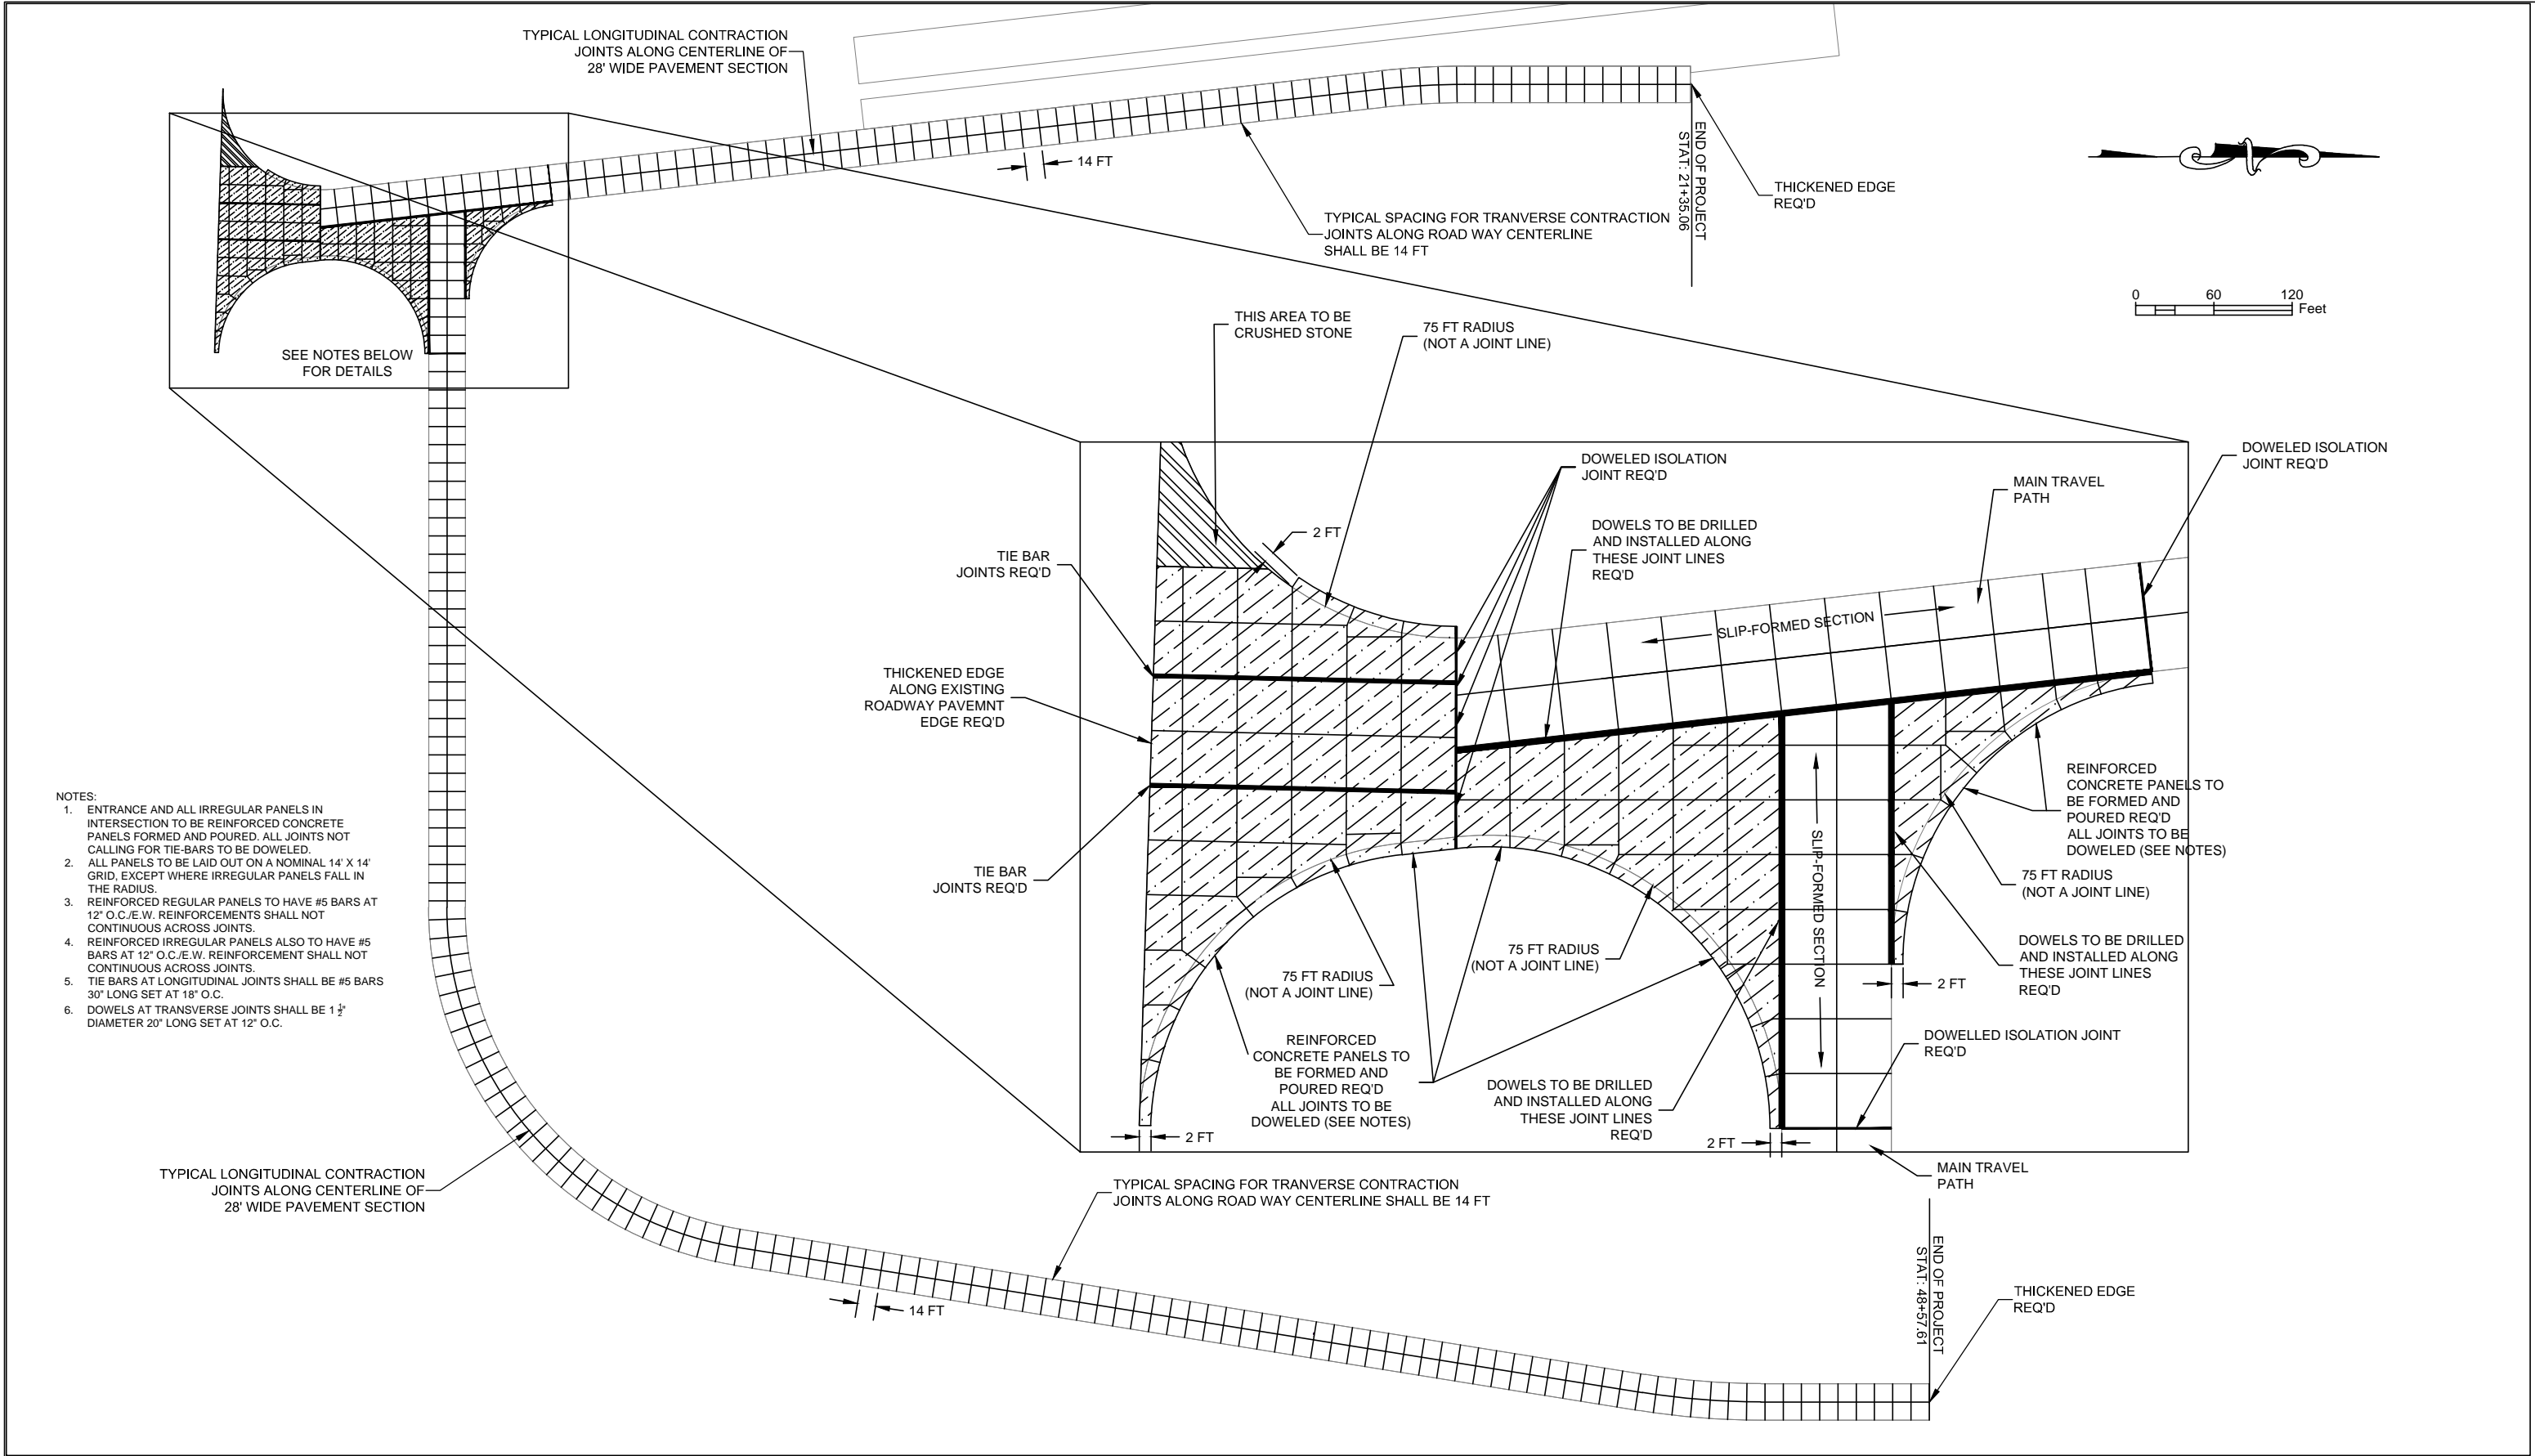 TYPICAL LONGITUDINAL CONTRACTION
JOINTS ALONG CENTERLINE OF
28' WIDE PAVEMENT SECTION
14 FT
TYPICAL SPACING FOR TRANVERSE CONTRACTION
JOINTS ALONG ROAD WAY CENTERLINE
SHALL BE 14 FT
END OF PROJECT
STAT: 21+35.06
THICKENED EDGE
REQ'D
0 60 120
Feet
SEE NOTES BELOW
FOR DETAILS
THIS AREA TO BE
CRUSHED STONE
75 FT RADIUS
(NOT A JOINT LINE)
DOWELED ISOLATION
JOINT REQ'D
DOWELED ISOLATION
JOINT REQ'D
MAIN TRAVEL
PATH
2 FT
DOWELS TO BE DRILLED
AND INSTALLED ALONG
THESE JOINT LINES
REQ'D
TIE BAR
JOINTS REQ'D
SLIP-FORMED SECTION
THICKENED EDGE
ALONG EXISTING
ROADWAY PAVEMNT
EDGE REQ'D
TIE BAR
JOINTS REQ'D
SLIP-FORMED SECTION
REINFORCED
CONCRETE PANELS TO
BE FORMED AND
POURED REQ'D
ALL JOINTS TO BE
DOWELED (SEE NOTES)
75 FT RADIUS
(NOT A JOINT LINE)
DOWELS TO BE DRILLED
AND INSTALLED ALONG
THESE JOINT LINES
REQ'D
2 FT
75 FT RADIUS
(NOT A JOINT LINE)
75 FT RADIUS
(NOT A JOINT LINE)
REINFORCED
CONCRETE PANELS TO
BE FORMED AND
POURED REQ'D
ALL JOINTS TO BE
DOWELED (SEE NOTES)
DOWELS TO BE DRILLED
AND INSTALLED ALONG
THESE JOINT LINES
REQ'D
DOWELLED ISOLATION JOINT
REQ'D
2 FT
2 FT
MAIN TRAVEL
PATH
NOTES:
1. ENTRANCE AND ALL IRREGULAR PANELS IN
INTERSECTION TO BE REINFORCED CONCRETE
PANELS FORMED AND POURED. ALL JOINTS NOT
CALLING FOR TIE-BARS TO BE DOWELED.
2. ALL PANELS TO BE LAID OUT ON A NOMINAL 14' X 14'
GRID, EXCEPT WHERE IRREGULAR PANELS FALL IN
THE RADIUS.
3. REINFORCED REGULAR PANELS TO HAVE #5 BARS AT
12" O.C./E.W. REINFORCEMENTS SHALL NOT
CONTINUOUS ACROSS JOINTS.
4. REINFORCED IRREGULAR PANELS ALSO TO HAVE #5
BARS AT 12" O.C./E.W. REINFORCEMENT SHALL NOT
CONTINUOUS ACROSS JOINTS.
5. TIE BARS AT LONGITUDINAL JOINTS SHALL BE #5 BARS
30" LONG SET AT 18" O.C.
6. DOWELS AT TRANSVERSE JOINTS SHALL BE 1 ½"
DIAMETER 20" LONG SET AT 12" O.C.
TYPICAL LONGITUDINAL CONTRACTION
JOINTS ALONG CENTERLINE OF
28' WIDE PAVEMENT SECTION
TYPICAL SPACING FOR TRANVERSE CONTRACTION
JOINTS ALONG ROAD WAY CENTERLINE SHALL BE 14 FT
14 FT
END OF PROJECT
STAT: 48+57.61
THICKENED EDGE
REQ'D